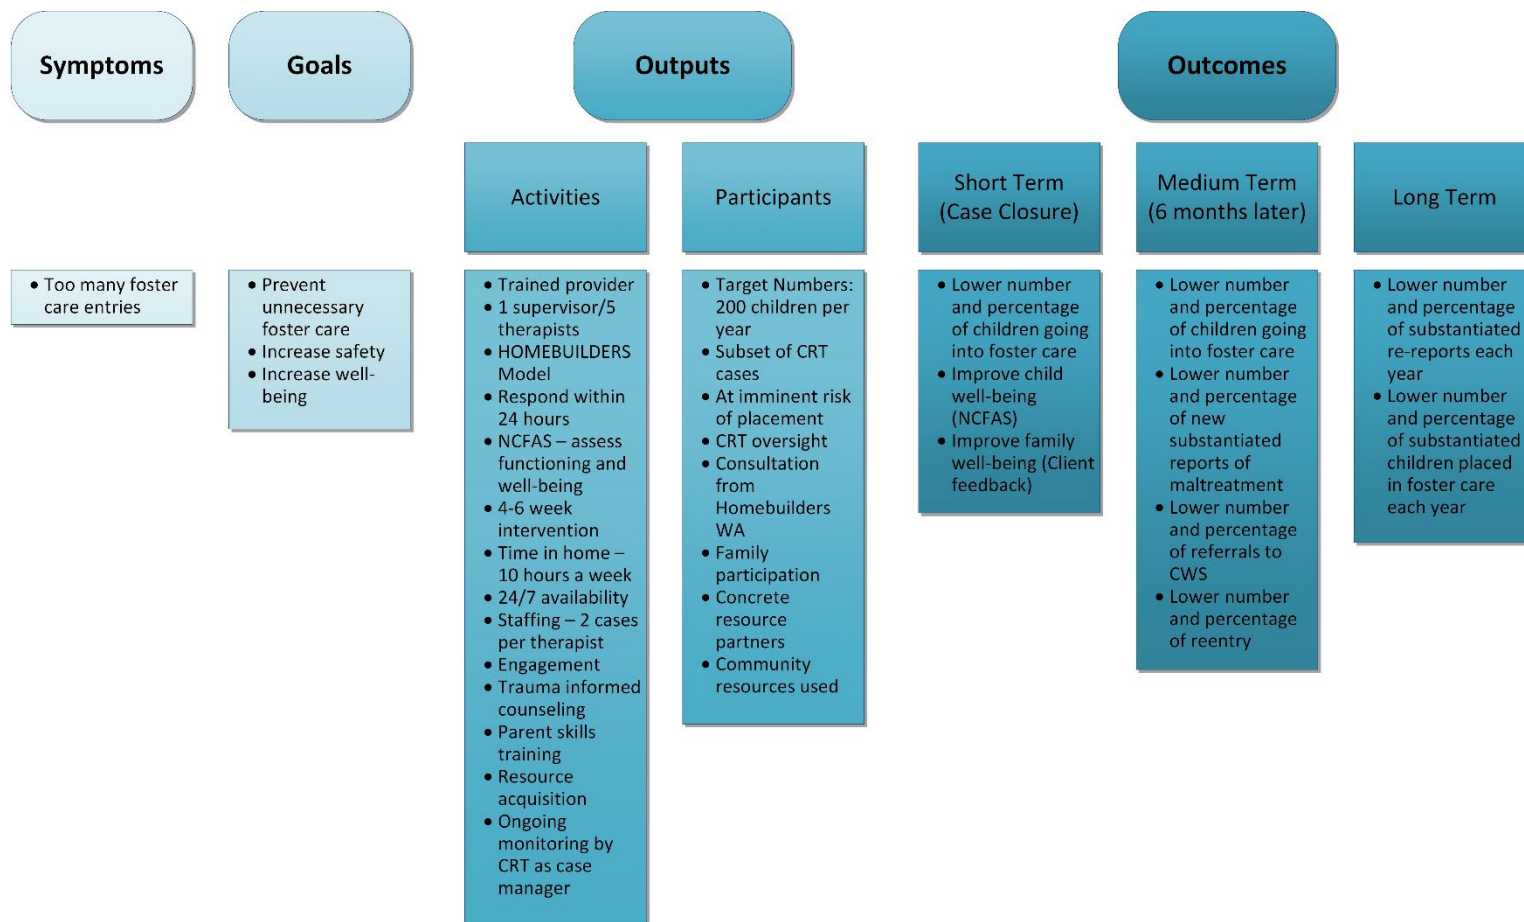 Symptoms
Goals
Outputs
Outcomes
Activities
Participants
Short Term
(Case Closure)
Medium Term
(6 months later)
Long Term
• Too many foster
care entries
• Prevent
unnecessary
foster care
• Increase safety
• Increase well-
being
• Trained provider
• 1 supervisor/5
therapists
• HOMEBUILDERS
Model
• Respond within
24 hours
• NCFAS – assess
functioning and
well-being
• 4-6 week
intervention
• Time in home –
10 hours a week
• 24/7 availability
• Staffing – 2 cases
per therapist
• Engagement
• Trauma informed
counseling
• Parent skills
training
• Resource
acquisition
• Ongoing
monitoring by
CRT as case
manager
• Target Numbers:
200 children per
year
• Subset of CRT
cases
• At imminent risk
of placement
• CRT oversight
• Consultation
from
Homebuilders
WA
• Family
participation
• Concrete
resource
partners
• Community
resources used
• Lower number
and percentage
of children going
into foster care
• Improve child
well-being
(NCFAS)
• Improve family
well-being (Client
feedback)
• Lower number
and percentage
of children going
into foster care
• Lower number
and percentage
of new
substantiated
reports of
maltreatment
• Lower number
and percentage
of referrals to
CWS
• Lower number
and percentage
of reentry
• Lower number
and percentage
of substantiated
re-reports each
year
• Lower number
and percentage
of substantiated
children placed
in foster care
each year